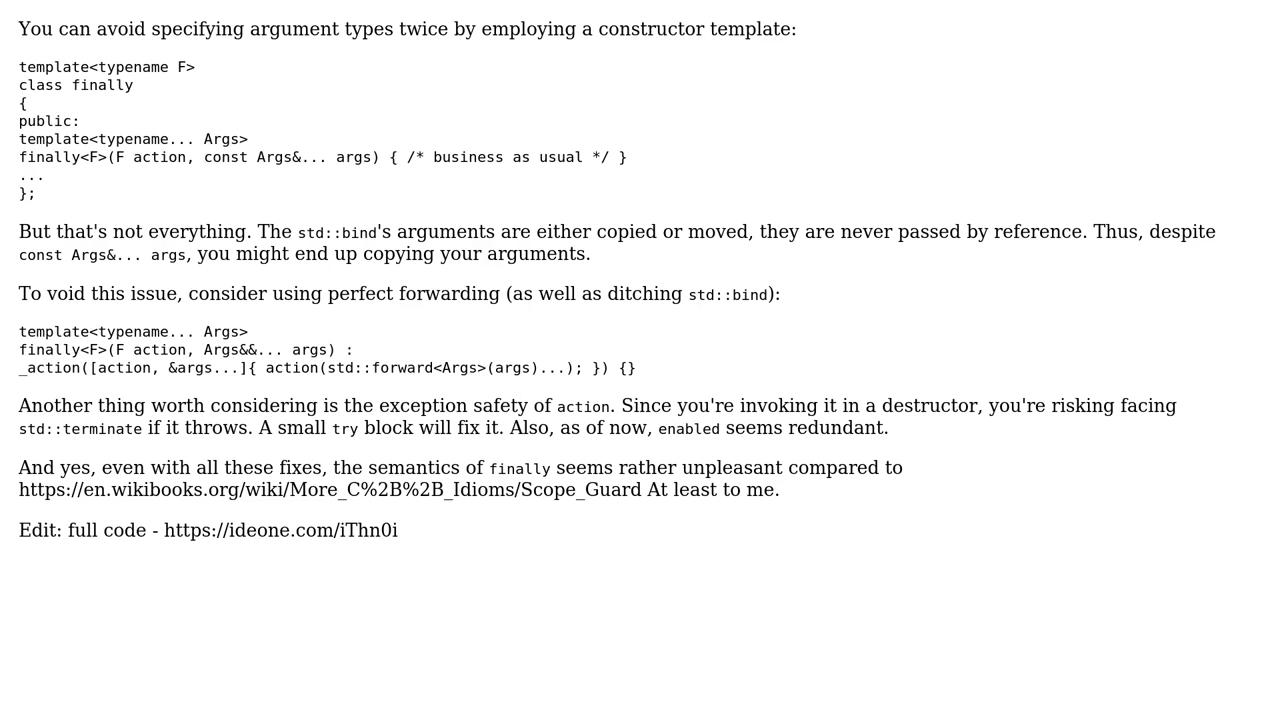 You can avoid specifying argument types twice by employing a constructor template:
template<typename F>
class finally
{
public:
template<typename... Args>
finally<F>(F action, const Args&... args) { /* business as usual */ }
...
};
But that's not everything. The std::bind's arguments are either copied or moved, they are never passed by reference. Thus, despite
const Args&... args, you might end up copying your arguments.
To void this issue, consider using perfect forwarding (as well as ditching std::bind):
template<typename... Args>
finally<F>(F action, Args&&... args) :
_action([action, &args...]{ action(std::forward<Args>(args)...); }) {}
Another thing worth considering is the exception safety of action. Since you're invoking it in a destructor, you're risking facing
std::terminate if it throws. A small try block will fix it. Also, as of now, enabled seems redundant.
And yes, even with all these fixes, the semantics of finally seems rather unpleasant compared to
https://en.wikibooks.org/wiki/More_C%2B%2B_Idioms/Scope_Guard At least to me.
Edit: full code - https://ideone.com/iThn0i